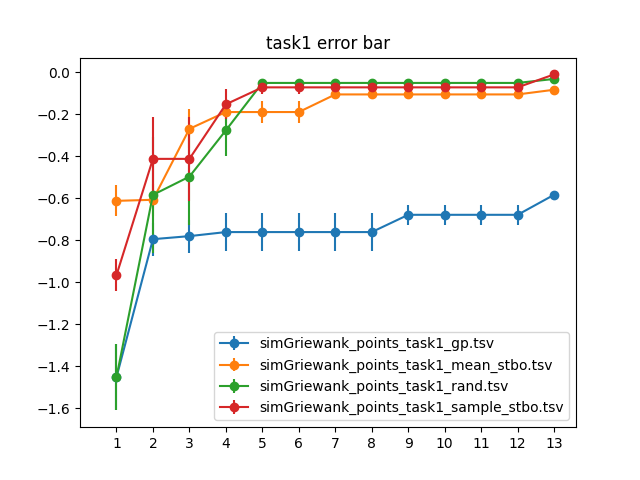 task1 error bar
0.0
−0.2
−0.4
−0.6
−0.8
−1.0
−1.2
−1.4
−1.6
simGriewank_points_task1_gp.tsv
simGriewank_points_task1_mean_stbo.tsv
simGriewank_points_task1_rand.tsv
simGriewank_points_task1_sample_stbo.tsv
1 2 3 4 5 6 7 8 9 10 11 12 13